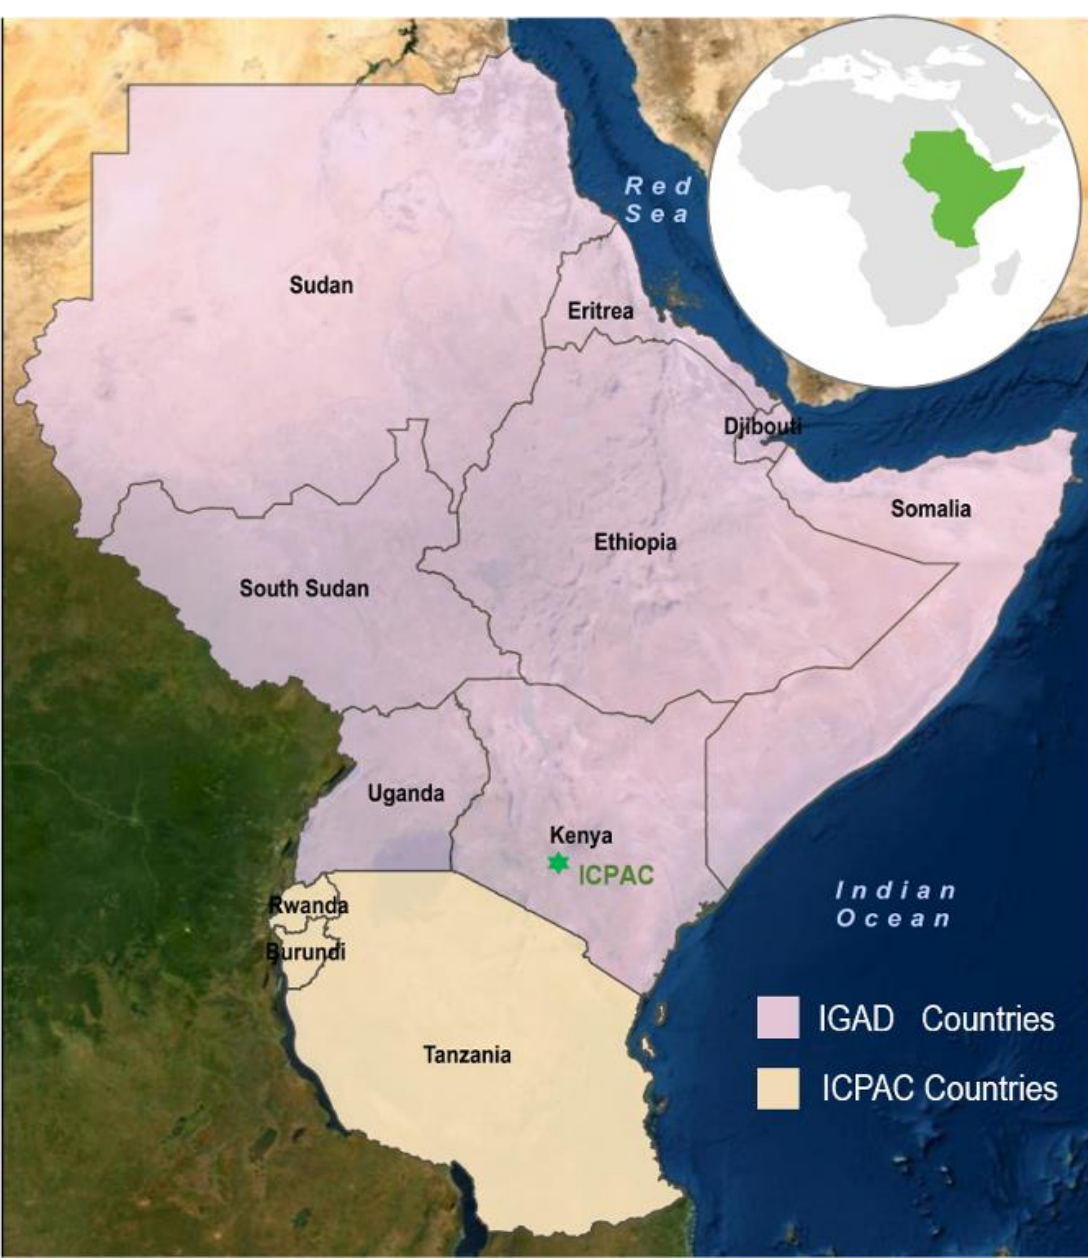 Red
Sea
Sudan
Eritrea
Djibouti
Somalia
Ethiopia
South Sudan
Uganda
Kenya
ICPAC
Rwanda
Burundi
Indian
Ocean
Tanzania
IGAD Countries
ICPAC Countries